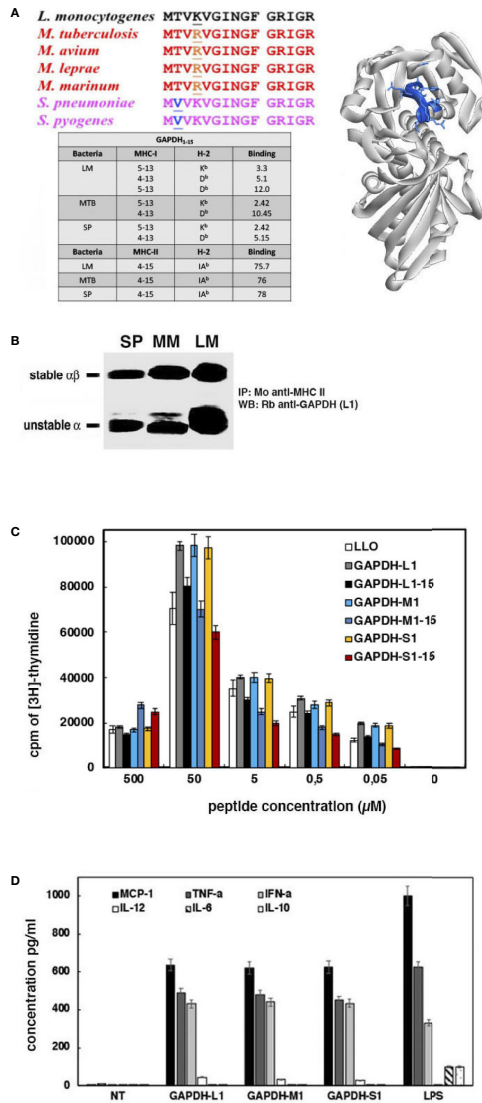 A
L. monocytogenes MTVKVGINGF GRIGR
M. tuberculosis MTVRVGINGF GRIGR
M. avium MTVRVGINGF GRIGR
M. leprae MTVRVGINGF GRIGR
M. marinum MTVRVGINGF GRIGR
S. pneumoniae MVVKVGINGF GRIGR
S. pyogenes MVVKVGINGF GRIGR
GAPDH1-15
Bacteria MHC-I H-2 Binding
LM 5-13 Kb 3.3
4-13 Db 5.1
5-13 Db 12.0
MTB 5-13 Kb 2.42
4-13 Db 10.45
SP 5-13 Kb 2.42
4-13 Db 5.15
Bacteria MHC-II H-2 Binding
LM 4-15 IAb 75.7
MTB 4-15 IAb 76
SP 4-15 IAb 78
B
SP MM LM
stable αβ
unstable α
IP: Mo anti-MHC II
WB: Rb anti-GAPDH (L1)
C
cpm of [3H]-thymidine
100000
80000
60000
40000
20000
0
LLO
GAPDH-L1
GAPDH-L1-15
GAPDH-M1
GAPDH-M1-15
GAPDH-S1
GAPDH-S1-15
500 50 5 0,5 0,05 0
peptide concentration (µM)
D
concentration pg/ml
1000
800
600
400
200
0
MCP-1 TNF-a IFN-a
IL-12 IL-6 IL-10
NT GAPDH-L1 GAPDH-M1 GAPDH-S1 LPS